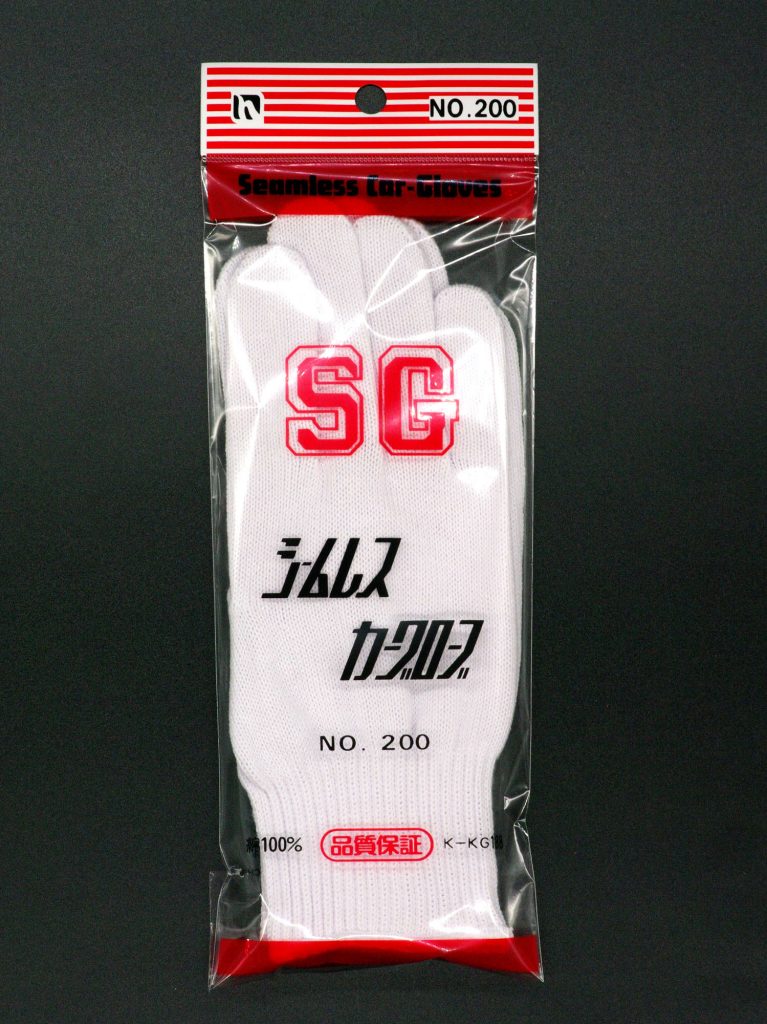 NO.200
Seamless Car-Gloves
SG
シームレス
カーグローブ
NO. 200
綿100% 品質保証 K-KG188